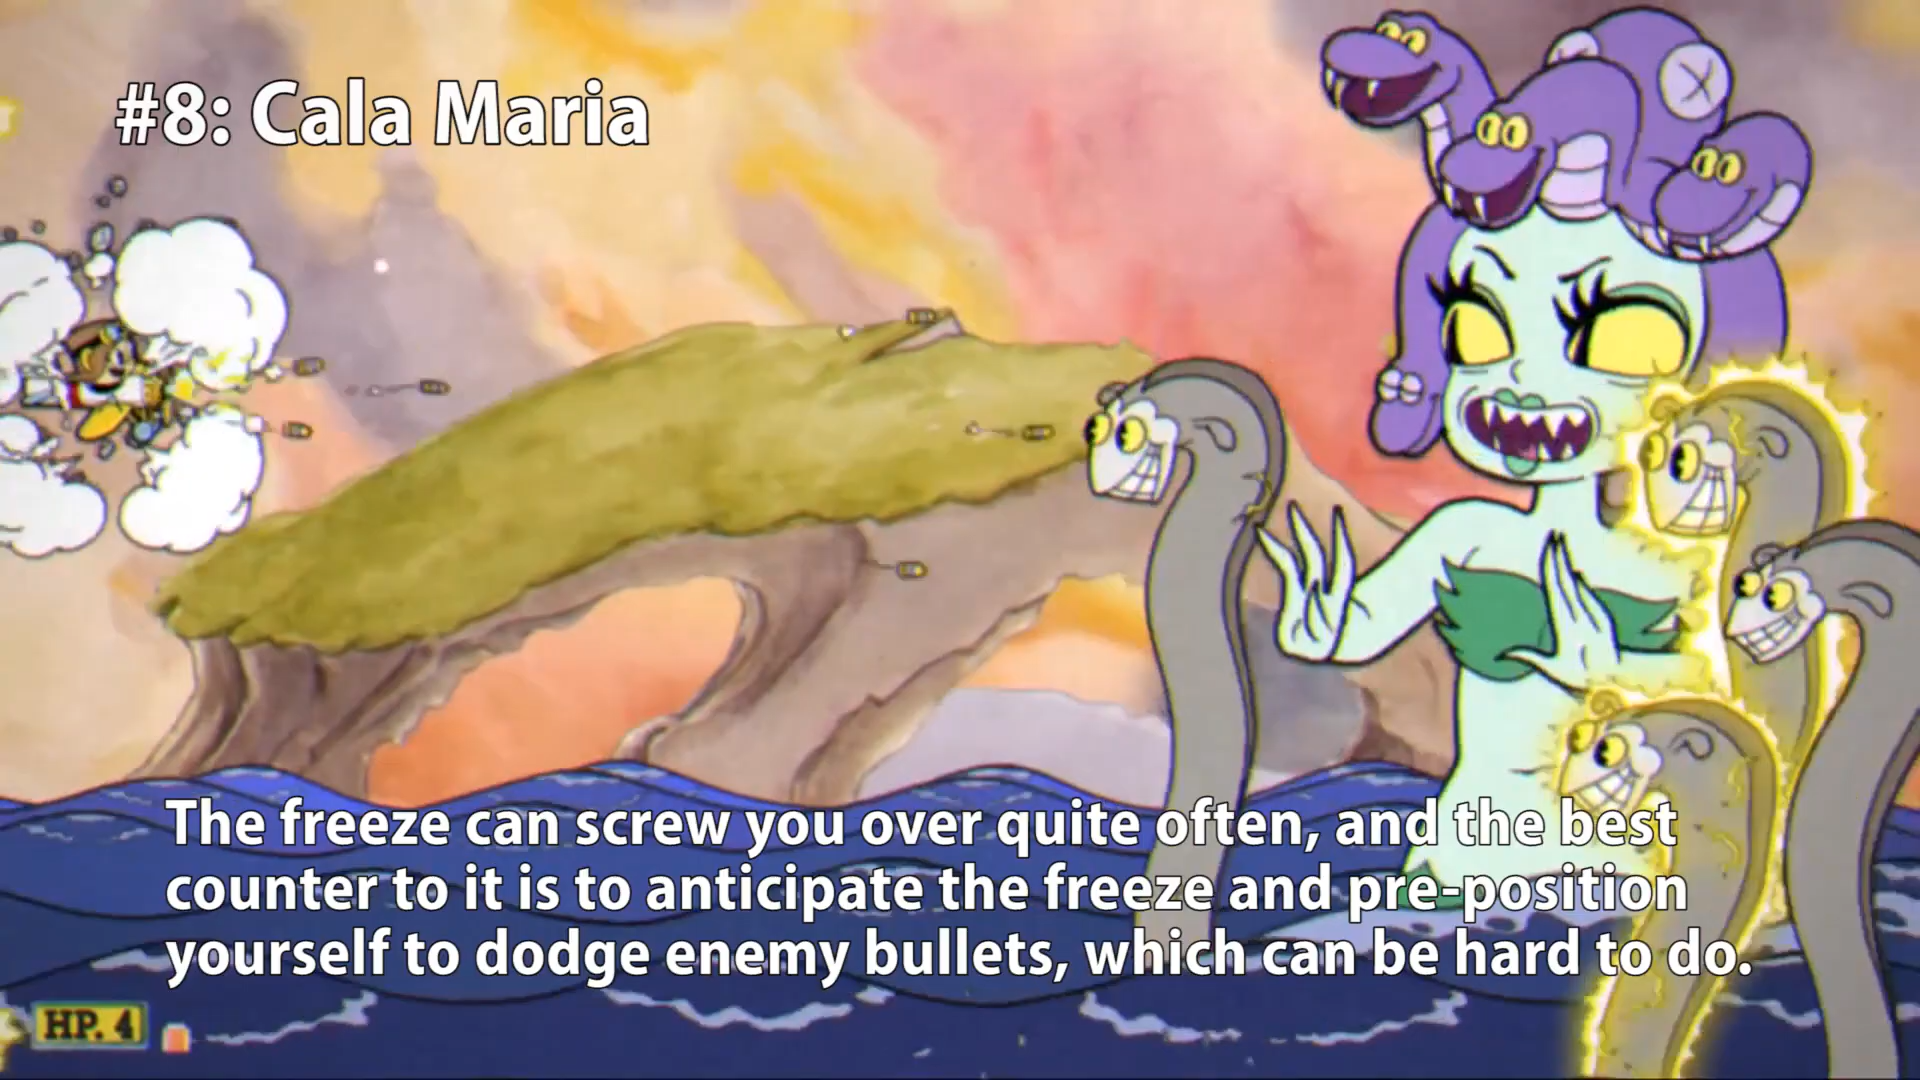 #8: Cala Maria
The freeze can screw you over quite often, and the best
counter to it is to anticipate the freeze and pre-position
yourself to dodge enemy bullets, which can be hard to do.
HP. 4